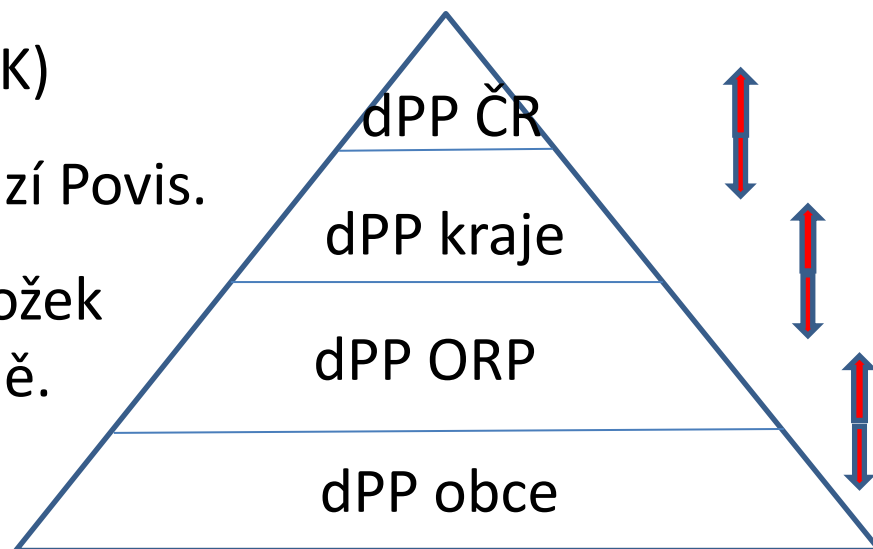 K)
zí Povis.
ožek
ě.
dPP ČR
dPP kraje
dPP ORP
dPP obce